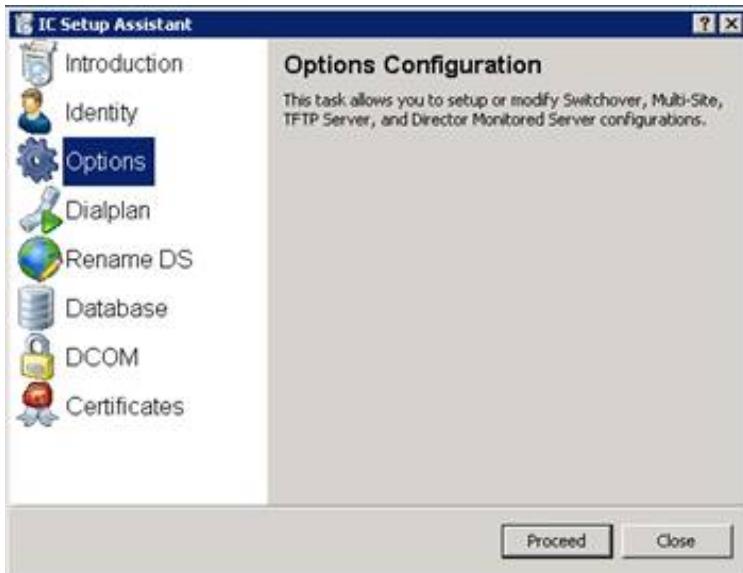 IC Setup Assistant
Introduction
Identity
Options
Dialplan
Rename DS
Database
DCOM
Certificates
Options Configuration
This task allows you to setup or modify Switchover, Multi-Site,
TFTP Server, and Director Monitored Server configurations.
Proceed
Close